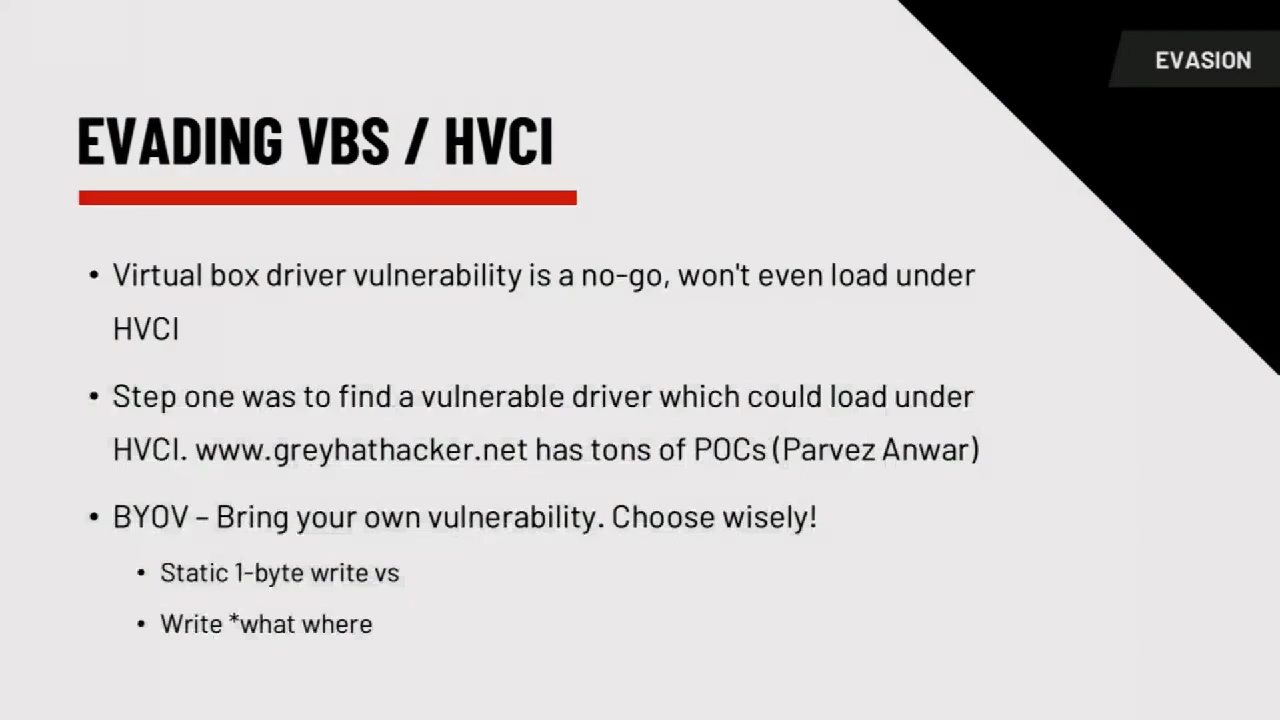 EVASION
EVADING VBS / HVCI
• Virtual box driver vulnerability is a no-go, won't even load under
HVCI
• Step one was to find a vulnerable driver which could load under
HVCI. www.greyhathacker.net has tons of POCs (Parvez Anwar)
• BYOV – Bring your own vulnerability. Choose wisely!
• Static 1-byte write vs
• Write *what where